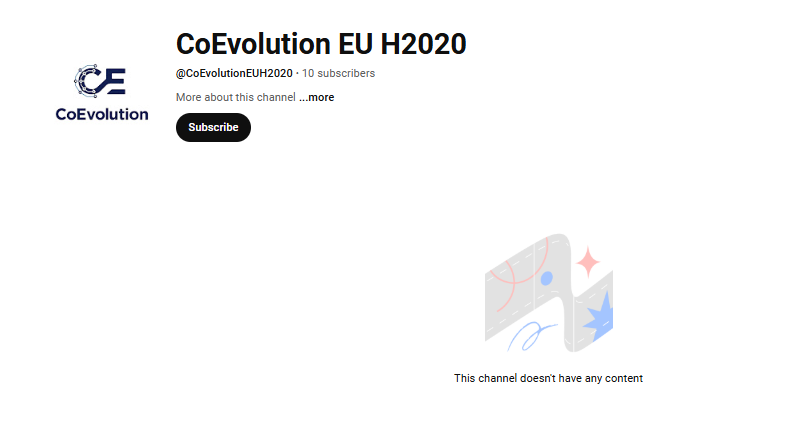 CoEvolution EU H2020
@CoEvolutionEUH2020 • 10 subscribers
More about this channel ...more
Subscribe
CE
CoEvolution
This channel doesn't have any content